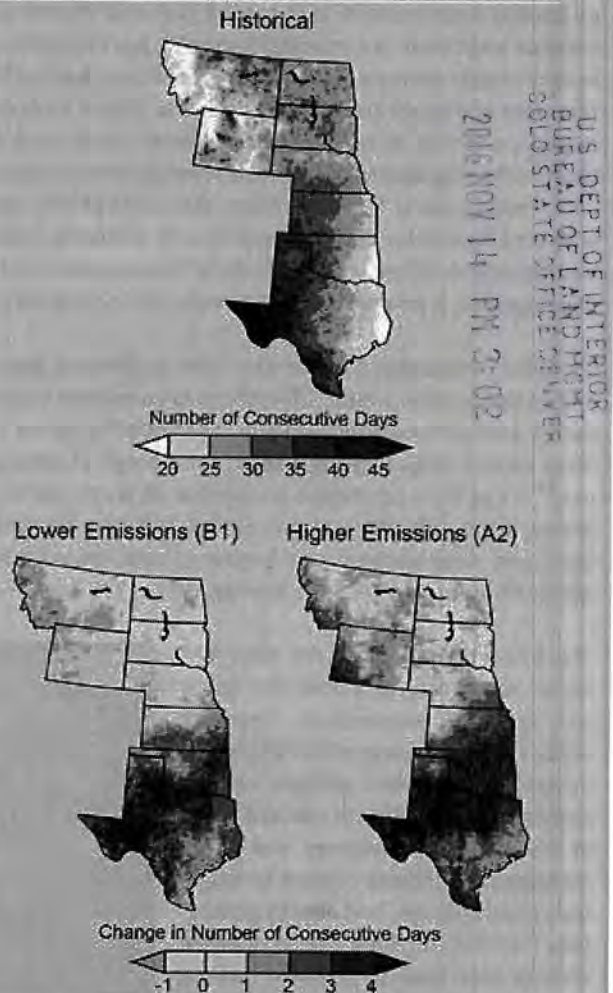 Historical
Number of Consecutive Days
20 25 30 35 40 45
Lower Emissions (B1)
Higher Emissions (A2)
Change in Number of Consecutive Days
-1 0 1 2 3 4
U.S. DEPT OF INTERIOR
BUREAU OF LAND MGMT
STATE OFFICE DENVER
2016 NOV 14 PM 3:02